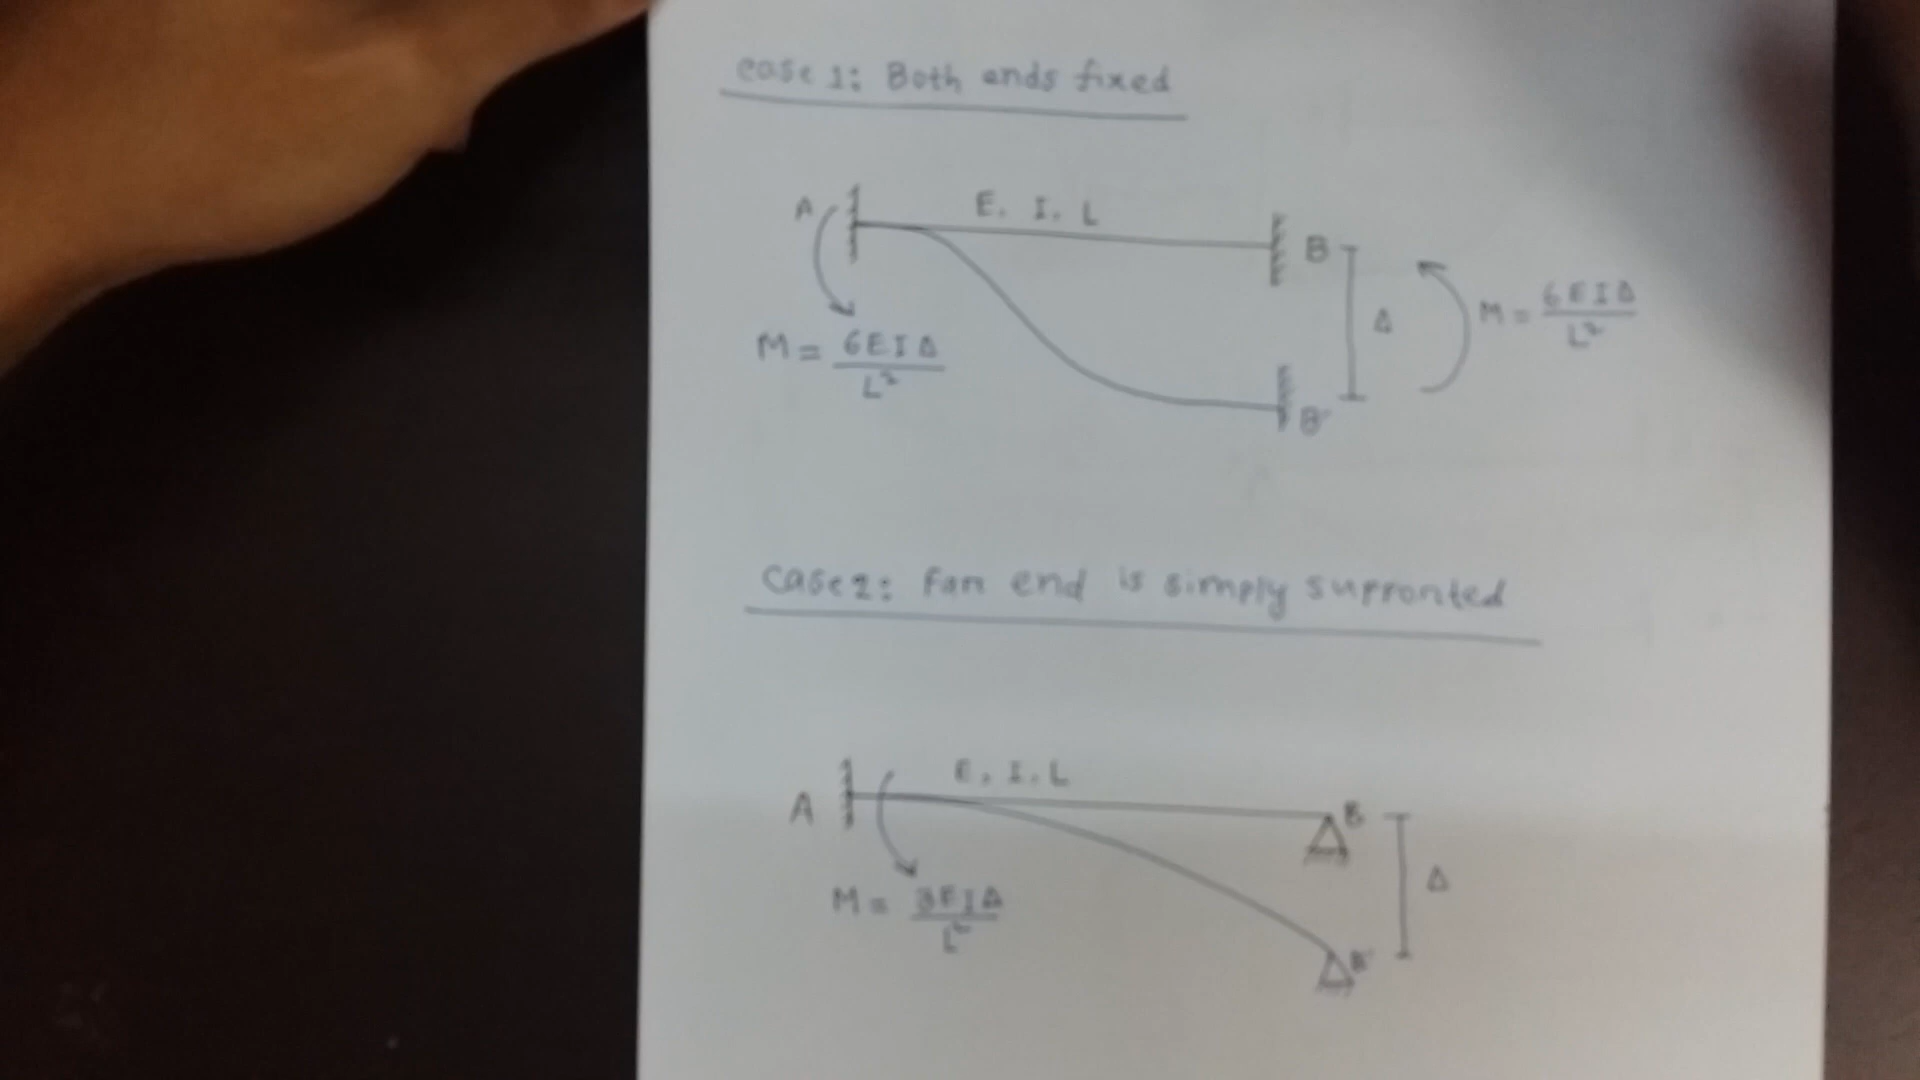 case 1: Both ends fixed
A
E, I, L
B
Δ
M = 6EIΔ / L²
M = 6EIΔ / L²
B'
case 2: Far end is simply supported
A
E, I, L
B
Δ
M = 3EIΔ / L²
B'